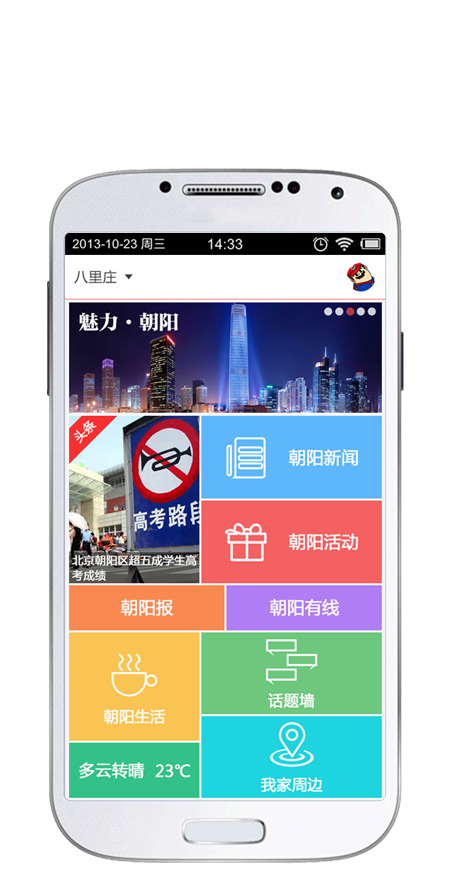 2013-10-23 周三 14:33
八里庄
魅力·朝阳
头条
高考路段
北京朝阳区超五成学生高
考成绩
朝阳新闻
朝阳活动
朝阳报
朝阳有线
朝阳生活
话题墙
多云转晴 23℃
我家周边